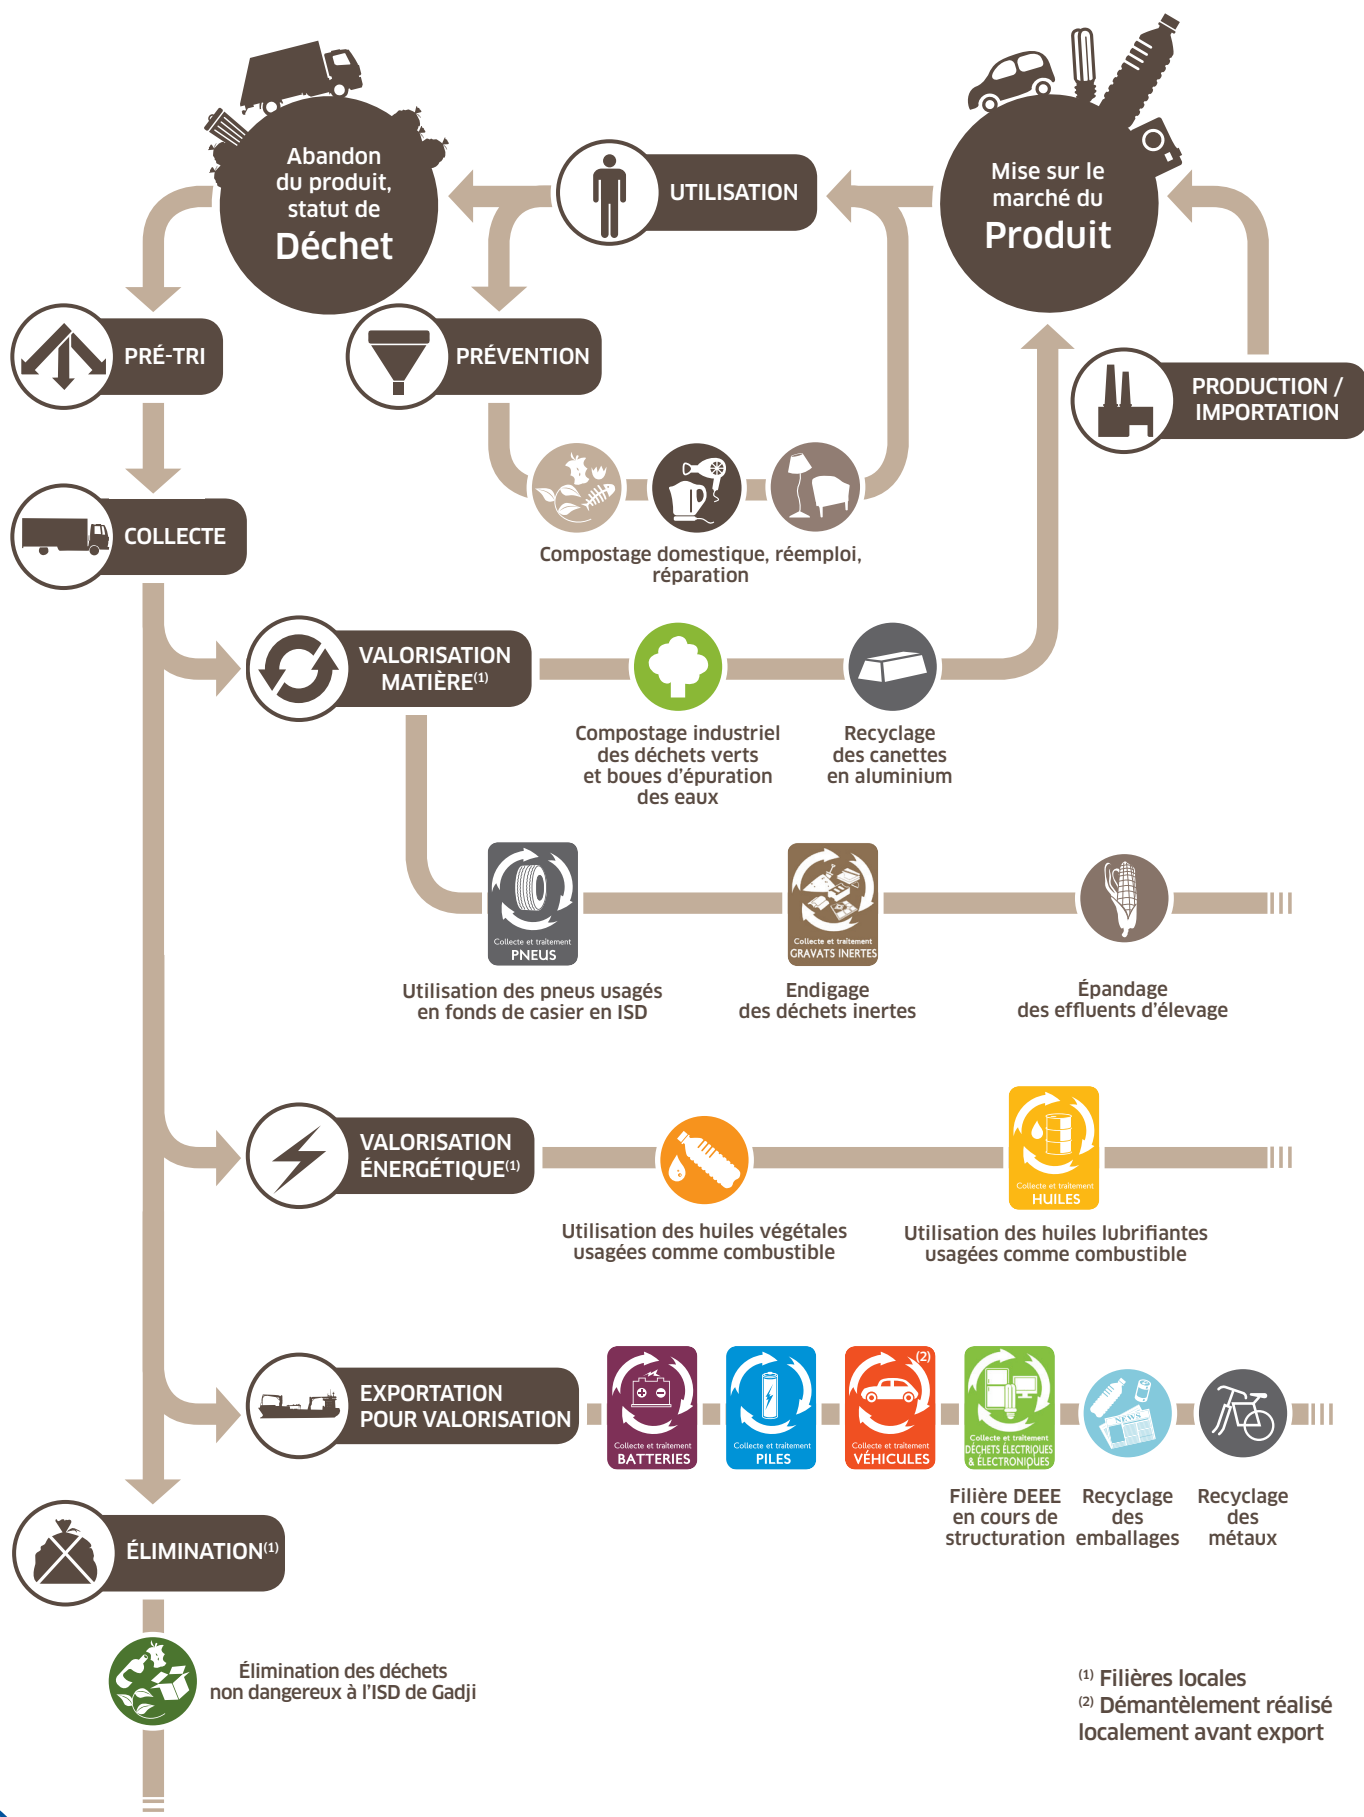 Abandon
du produit,
statut de
Déchet
UTILISATION
Mise sur le
marché du
Produit
PRÉ-TRI
PRÉVENTION
PRODUCTION /
IMPORTATION
COLLECTE
Compostage domestique, réemploi,
réparation
VALORISATION
MATIÈRE(1)
Compostage industriel
des déchets verts
et boues d'épuration
des eaux
Recyclage
des canettes
en aluminium
Collecte et traitement
PNEUS
Collecte et traitement
GRAVATS INERTES
Utilisation des pneus usagés
en fonds de casier en ISD
Endigage
des déchets inertes
Épandage
des effluents d'élevage
VALORISATION
ÉNERGÉTIQUE(1)
Collecte et traitement
HUILES
Utilisation des huiles végétales
usagées comme combustible
Utilisation des huiles lubrifiantes
usagées comme combustible
EXPORTATION
POUR VALORISATION
Collecte et traitement
BATTERIES
Collecte et traitement
PILES
(2)
Collecte et traitement
VÉHICULES
Collecte et traitement
DÉCHETS ÉLECTRIQUES
& ÉLECTRONIQUES
NEWS
Filière DEEE
en cours de
structuration
Recyclage
des
emballages
Recyclage
des
métaux
ÉLIMINATION(1)
Élimination des déchets
non dangereux à l'ISD de Gadji
(1) Filières locales
(2) Démantèlement réalisé
localement avant export